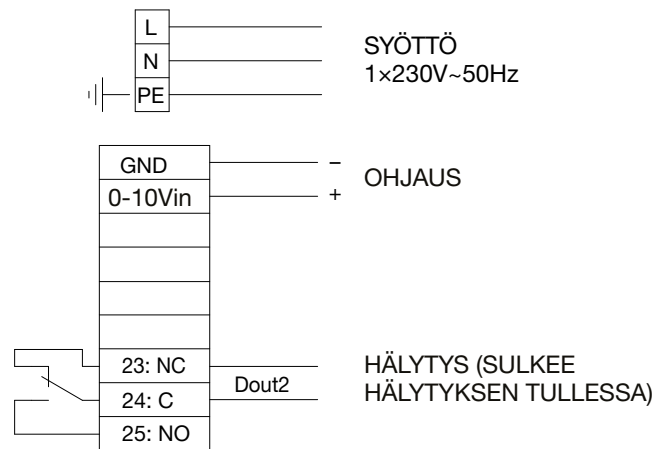 L
N
PE
SYÖTTÖ
1×230V~50Hz
GND
0-10Vin
–
+
OHJAUS
23: NC
24: C
25: NO
Dout2
HÄLYTYS (SULKEE
HÄLYTYKSEN TULLESSA)